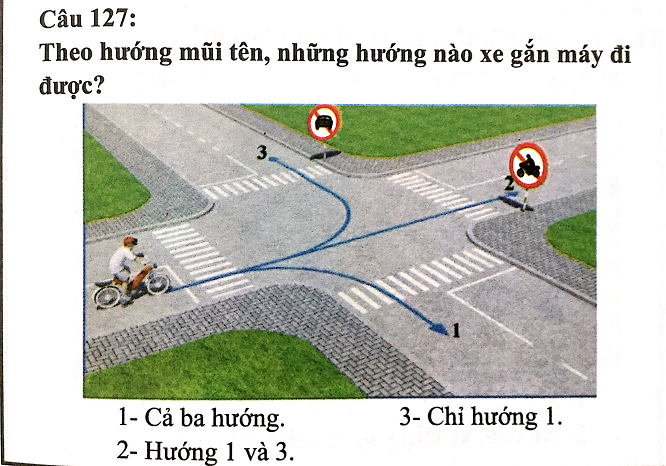 Câu 127:
Theo hướng mũi tên, những hướng nào xe gắn máy đi
được?
3
2
1
1- Cả ba hướng.
3- Chỉ hướng 1.
2- Hướng 1 và 3.